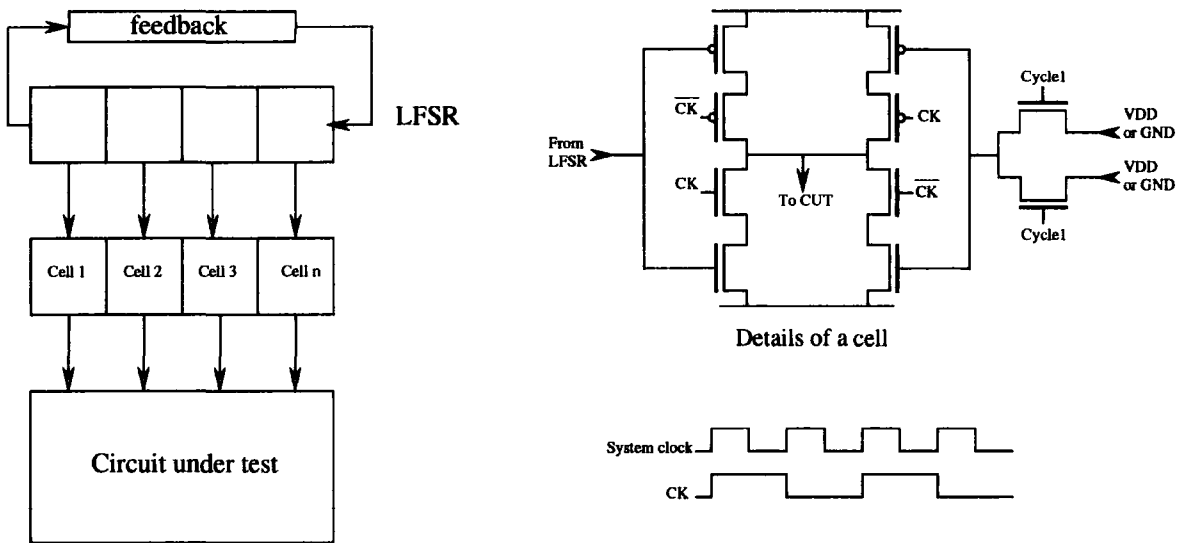 feedback
LFSR
Cell 1
Cell 2
Cell 3
Cell n
Circuit under test
From
LFSR
CK
CK
To CUT
CK
CK
Cycle1
VDD
or GND
VDD
or GND
Cycle1
Details of a cell
System clock
CK